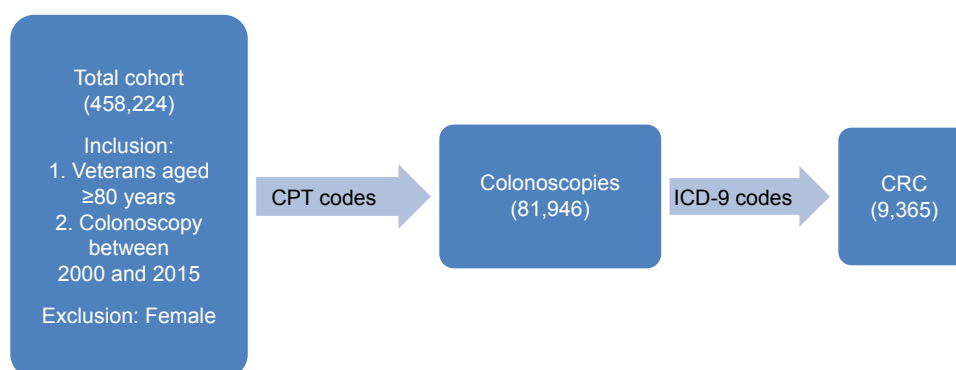 Total cohort
(458,224)
Inclusion:
1. Veterans aged
≥80 years
2. Colonoscopy
between
2000 and 2015
Exclusion: Female
CPT codes
Colonoscopies
(81,946)
ICD-9 codes
CRC
(9,365)